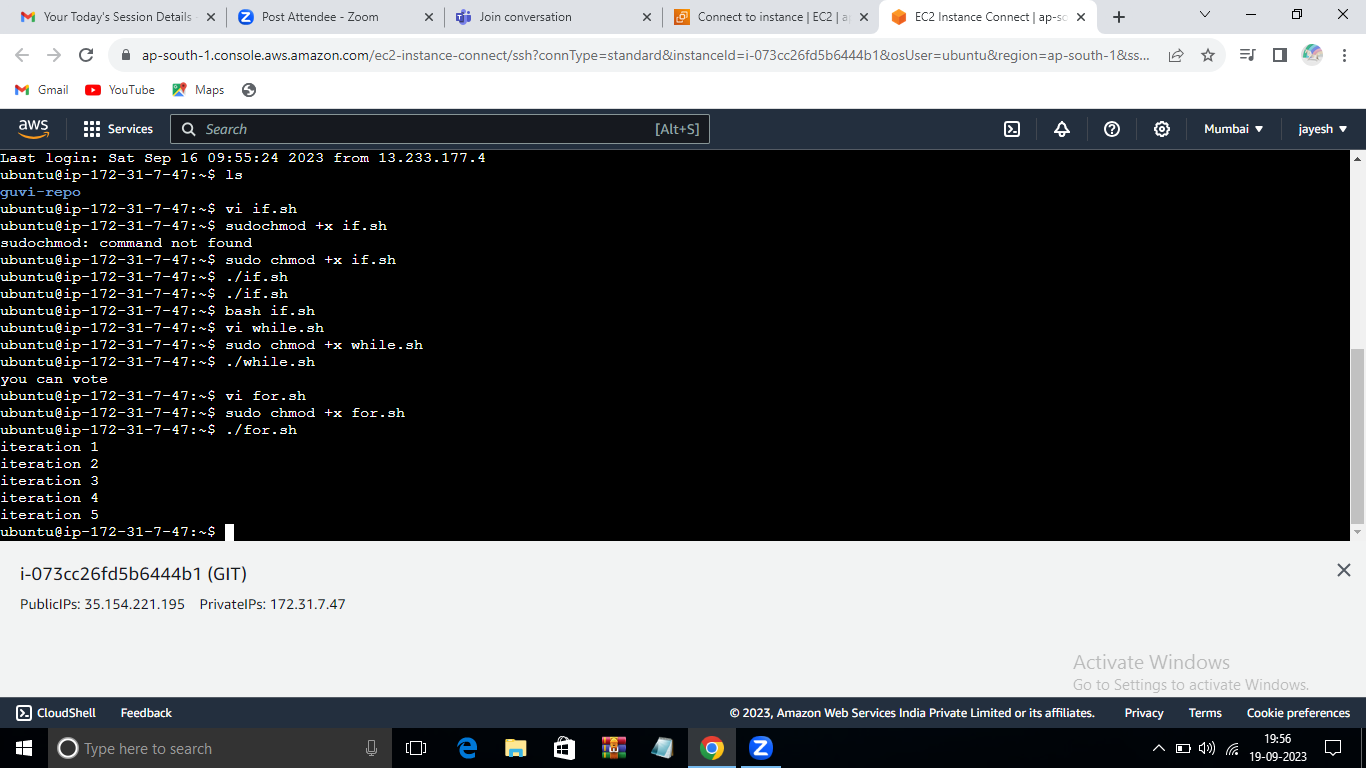 Your Today's Session Details
Post Attendee - Zoom
Join conversation
Connect to instance | EC2 | a
EC2 Instance Connect | ap-so
ap-south-1.console.aws.amazon.com/ec2-instance-connect/ssh?connType=standard&instanceId=i-073cc26fd5b6444b1&osUser=ubuntu&region=ap-south-1&ss...
Gmail
YouTube
Maps
aws
Services
Search
[Alt+S]
Mumbai
jayesh
Last login: Sat Sep 16 09:55:24 2023 from 13.233.177.4
ubuntu@ip-172-31-7-47:~$ ls
guvi-repo
ubuntu@ip-172-31-7-47:~$ vi if.sh
ubuntu@ip-172-31-7-47:~$ sudochmod +x if.sh
sudochmod: command not found
ubuntu@ip-172-31-7-47:~$ sudo chmod +x if.sh
ubuntu@ip-172-31-7-47:~$ ./if.sh
ubuntu@ip-172-31-7-47:~$ ./if.sh
ubuntu@ip-172-31-7-47:~$ bash if.sh
ubuntu@ip-172-31-7-47:~$ vi while.sh
ubuntu@ip-172-31-7-47:~$ sudo chmod +x while.sh
ubuntu@ip-172-31-7-47:~$ ./while.sh
you can vote
ubuntu@ip-172-31-7-47:~$ vi for.sh
ubuntu@ip-172-31-7-47:~$ sudo chmod +x for.sh
ubuntu@ip-172-31-7-47:~$ ./for.sh
iteration 1
iteration 2
iteration 3
iteration 4
iteration 5
ubuntu@ip-172-31-7-47:~$
i-073cc26fd5b6444b1 (GIT)
PublicIPs: 35.154.221.195 PrivateIPs: 172.31.7.47
Activate Windows
Go to Settings to activate Windows.
CloudShell
Feedback
© 2023, Amazon Web Services India Private Limited or its affiliates.
Privacy
Terms
Cookie preferences
Type here to search
19:56
19-09-2023